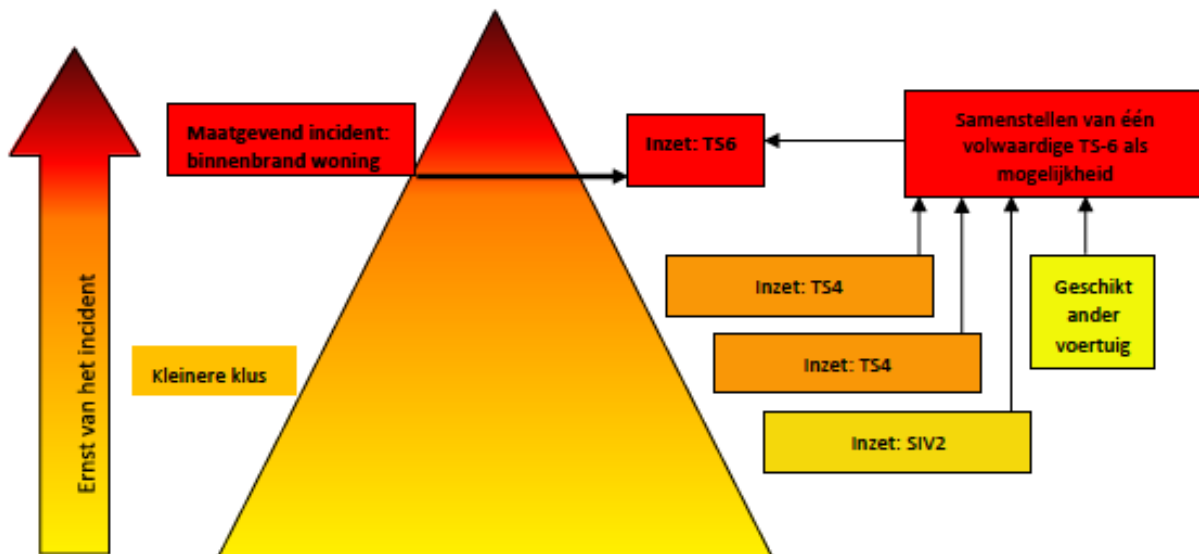 Ernst van het incident
Maatgevend incident:
binnenbrand woning
Kleinere klus
Inzet: TS6
Samenstellen van één
volwaardige TS-6 als
mogelijkheid
Inzet: TS4
Inzet: TS4
Inzet: SIV2
Geschikt
ander
voertuig